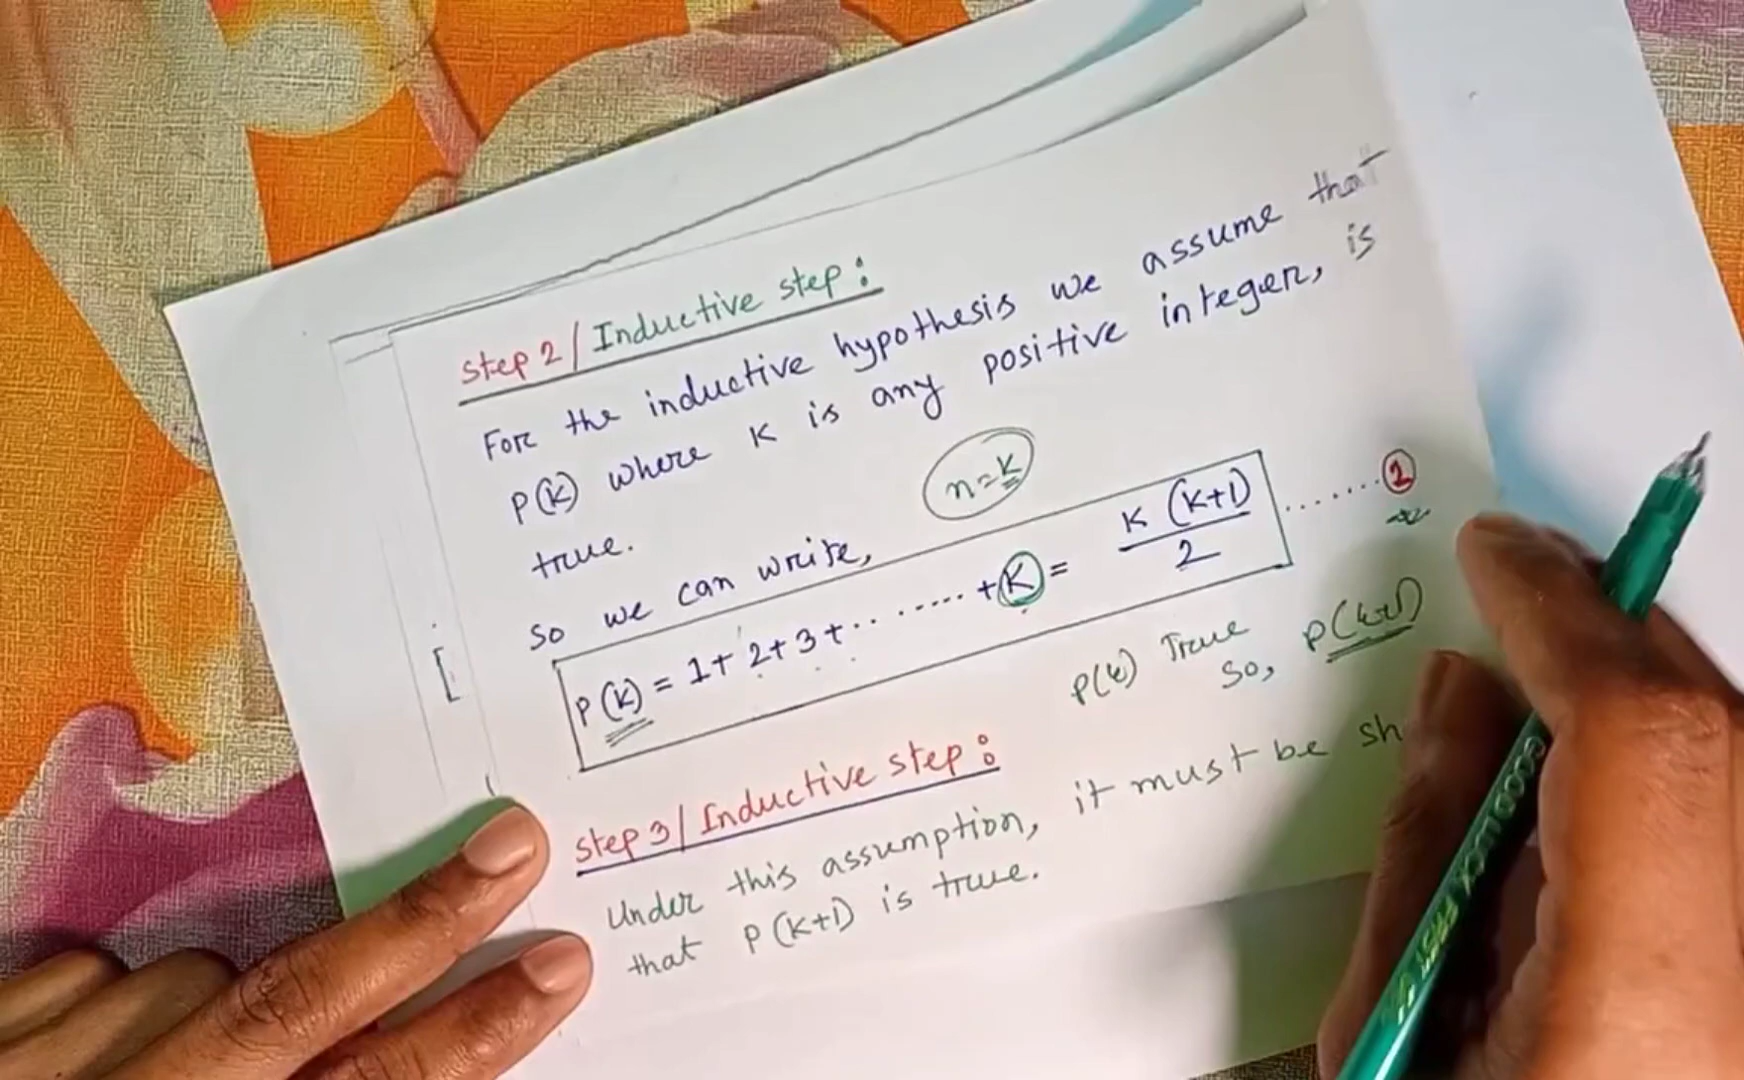 Step 2 / Inductive step:
For the inductive hypothesis we assume that
P(k) where k is any positive integer, is
true.
n=k
So we can write,
P(k) = 1+2+3+........+k = k(k+1)/2 ......1
P(k) True
So, P(k+1)
Step 3 / Inductive step:
Under this assumption, it must be sh
that P(k+1) is true.
GOODLUCK